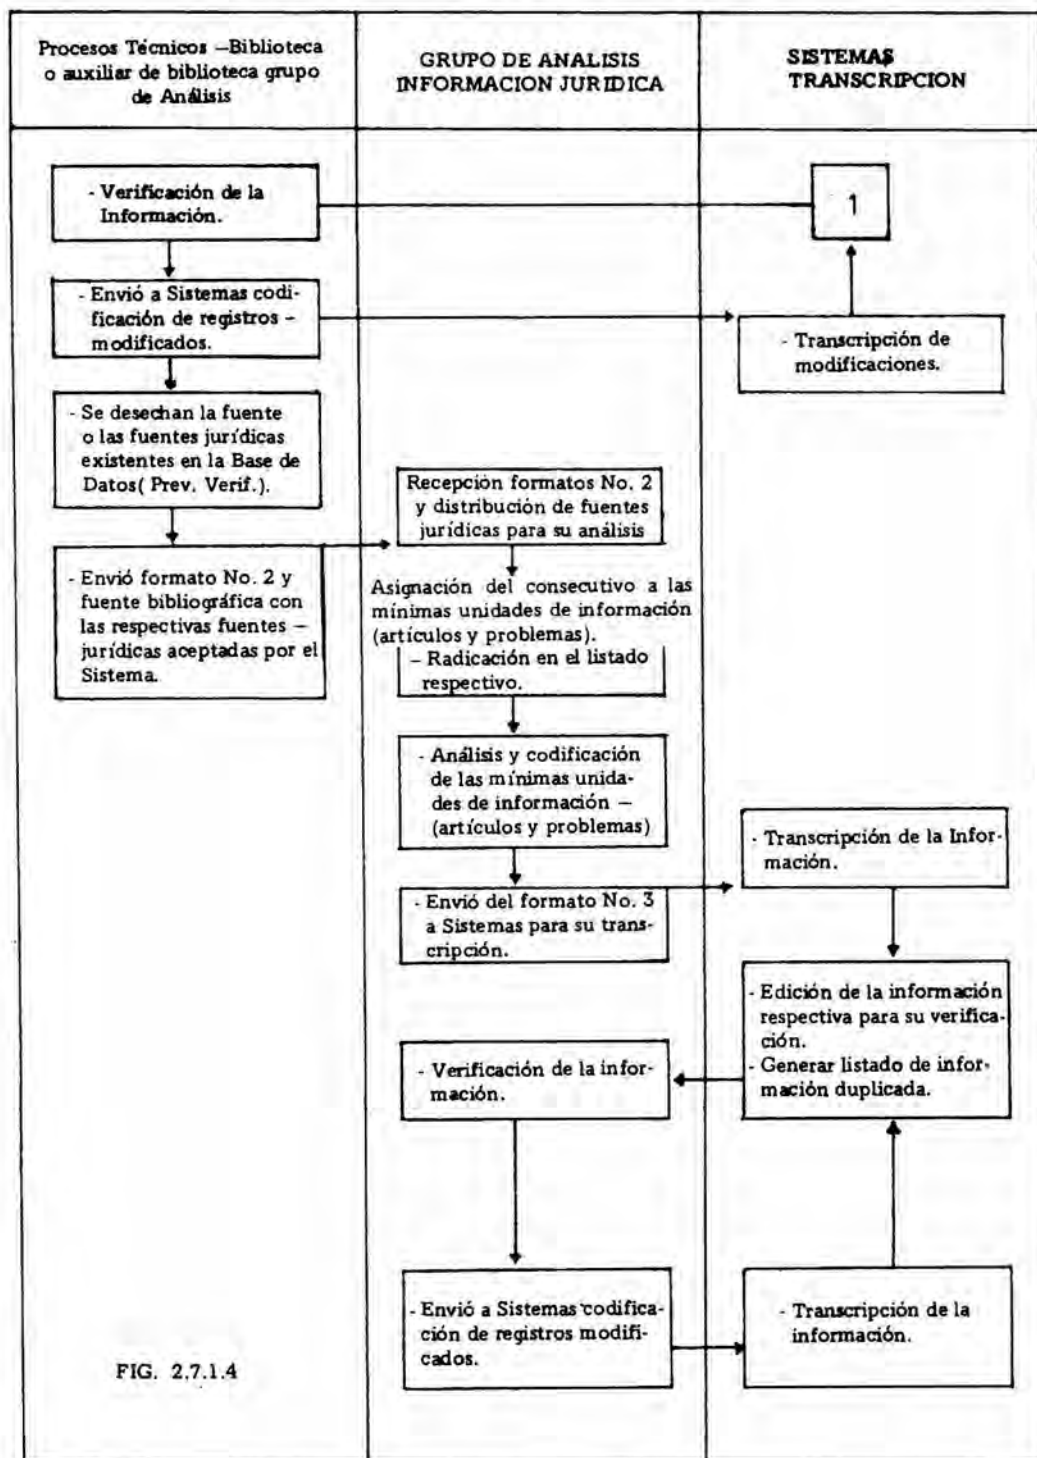 Procesos Técnicos —Biblioteca
o auxiliar de biblioteca grupo
de Análisis
GRUPO DE ANALISIS
INFORMACION JURIDICA
SISTEMAS
TRANSCRIPCION
- Verificación de la
Información.
1
- Envió a Sistemas codi-
ficación de registros —
modificados.
- Transcripción de
modificaciones.
- Se desechan la fuente
o las fuentes jurídicas
existentes en la Base de
Datos( Prev. Verif.).
Recepción formatos No. 2
y distribución de fuentes
jurídicas para su análisis
- Envió formato No. 2 y
fuente bibliográfica con
las respectivas fuentes —
jurídicas aceptadas por el
Sistema.
Asignación del consecutivo a las
mínimas unidades de información
(artículos y problemas).
— Radicación en el listado
respectivo.
- Análisis y codificación
de las mínimas unida-
des de información —
(artículos y problemas)
- Transcripción de la Infor-
mación.
- Envió del formato No. 3
a Sistemas para su trans-
cripción.
- Edición de la información
respectiva para su verifica-
ción.
- Generar listado de infor-
mación duplicada.
- Verificación de la infor-
mación.
- Envió a Sistemas codifica-
ción de registros modifi-
cados.
- Transcripción de la
información.
FIG. 2.7.1.4